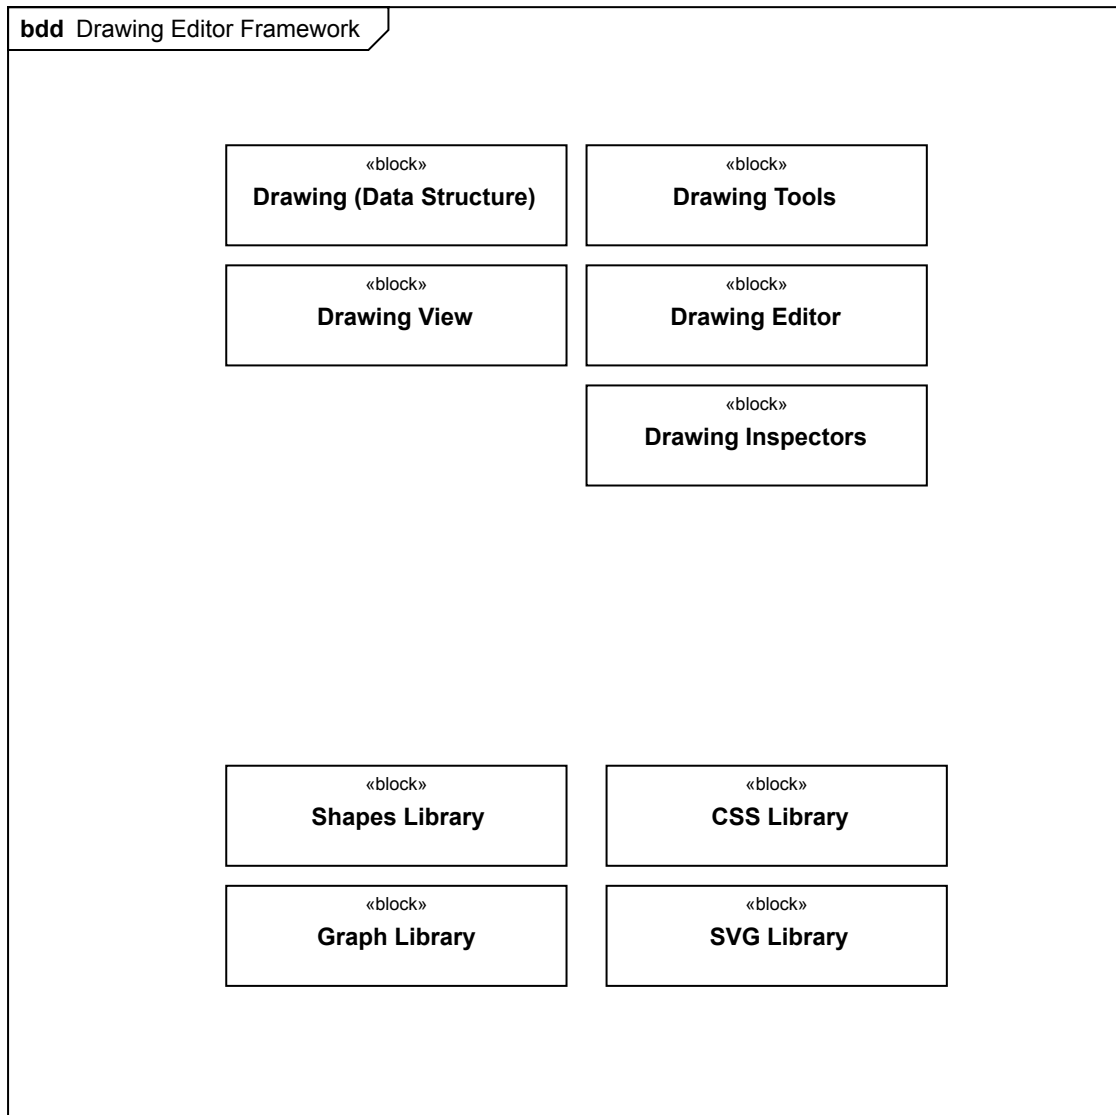 bdd Drawing Editor Framework
«block»
Drawing (Data Structure)
«block»
Drawing Tools
«block»
Drawing View
«block»
Drawing Editor
«block»
Drawing Inspectors
«block»
Shapes Library
«block»
CSS Library
«block»
Graph Library
«block»
SVG Library